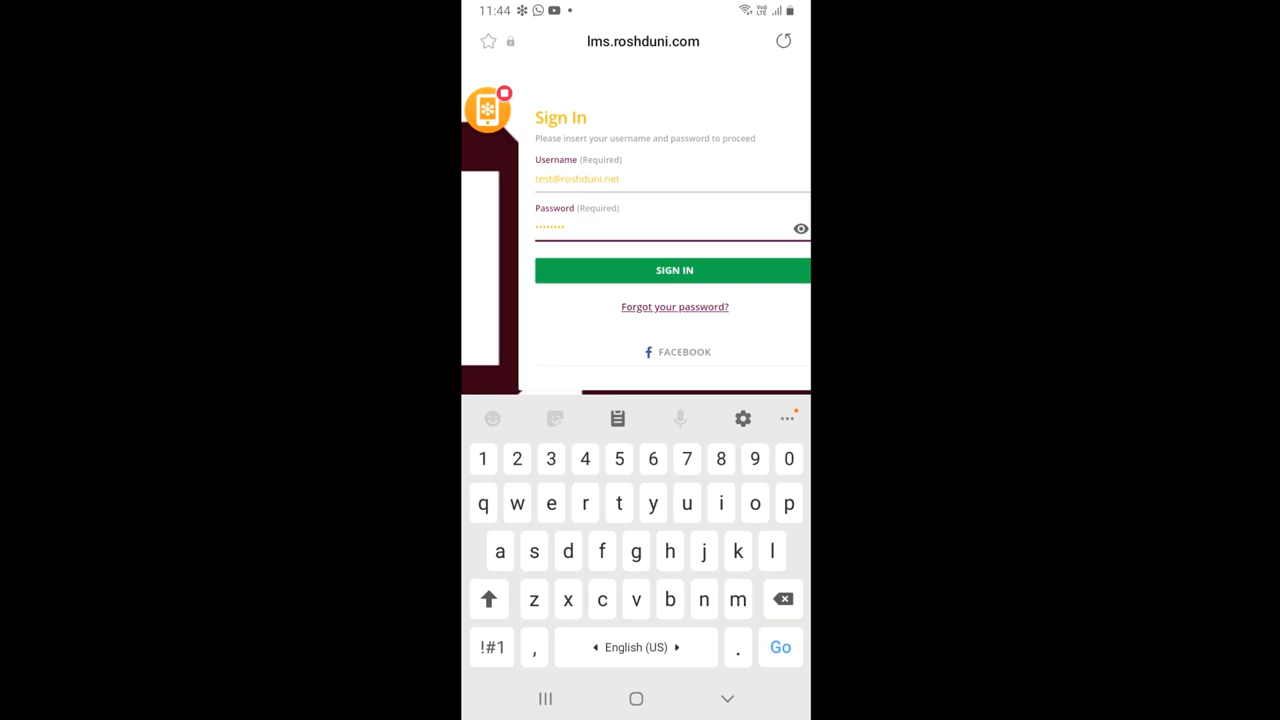 11:44
lms.roshduni.com
Sign In
Please insert your username and password to proceed
Username (Required)
test@roshduni.net
Password (Required)
••••••••
SIGN IN
Forgot your password?
f FACEBOOK
1 2 3 4 5 6 7 8 9 0
q w e r t y u i o p
a s d f g h j k l
z x c v b n m
!#1 , English (US) . Go